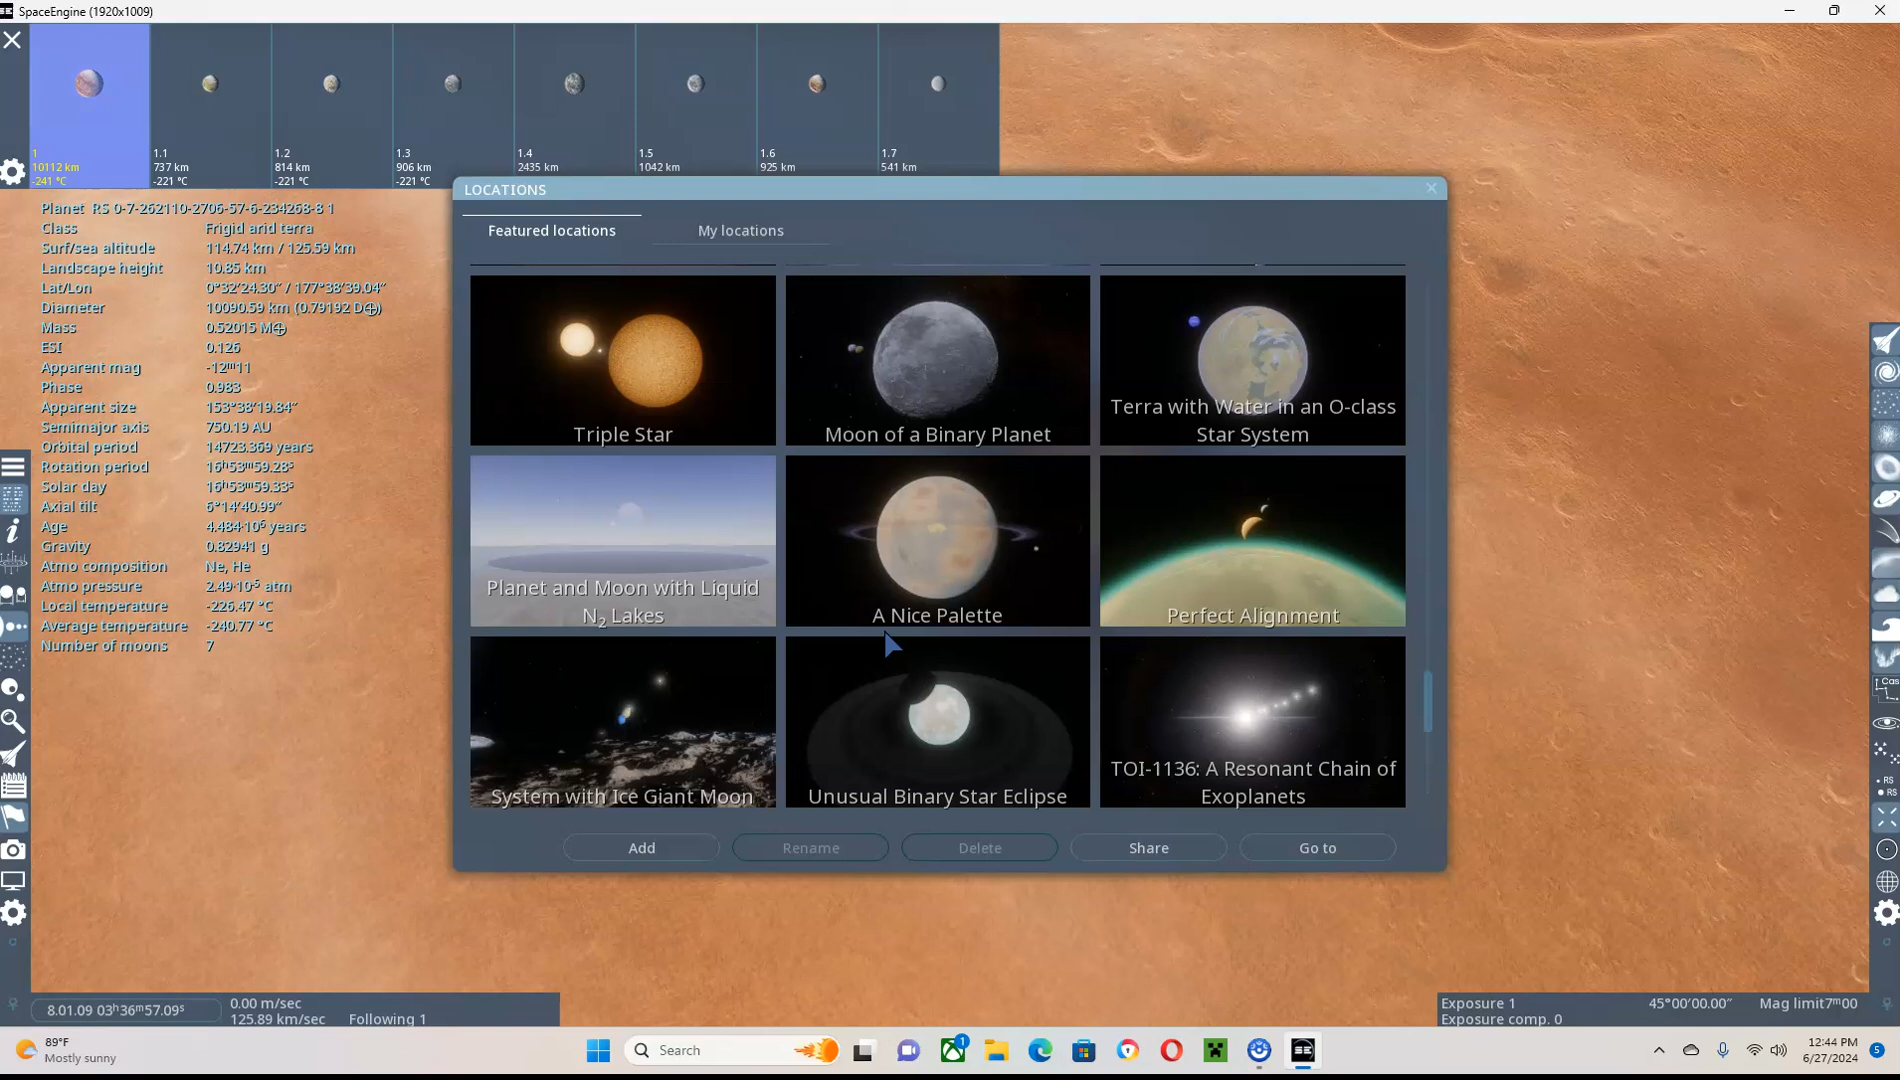 SpaceEngine (1920x1009)
1
10112 km
-241 °C
1.1
737 km
-221 °C
1.2
814 km
-221 °C
1.3
906 km
-221 °C
1.4
2435 km
1.5
1042 km
1.6
925 km
1.7
541 km
Planet RS 0-7-262110-2706-57-6-234268-8 1
Class Frigid arid terra
Surf/sea altitude 114.74 km / 125.59 km
Landscape height 10.85 km
Lat/Lon 0°32′24.30″ / 177°38′39.04″
Diameter 10090.59 km (0.79192 D⊕)
Mass 0.52015 M⊕
ESI 0.126
Apparent mag -12ᵐ11
Phase 0.983
Apparent size 153°38′19.84″
Semimajor axis 750.19 AU
Orbital period 14723.369 years
Rotation period 16ʰ53ᵐ59.28ˢ
Solar day 16ʰ53ᵐ59.33ˢ
Axial tilt 6°14′40.99″
Age 4.484·10⁶ years
Gravity 0.82941 g
Atmo composition Ne, He
Atmo pressure 2.49·10⁻⁵ atm
Local temperature -226.47 °C
Average temperature -240.77 °C
Number of moons 7
LOCATIONS
Featured locations My locations
Triple Star
Moon of a Binary Planet
Terra with Water in an O-class
Star System
Planet and Moon with Liquid
N₂ Lakes
A Nice Palette
Perfect Alignment
System with Ice Giant Moon
Unusual Binary Star Eclipse
TOI-1136: A Resonant Chain of
Exoplanets
Add Rename Delete Share Go to
Cas
RS
RS
8.01.09 03ʰ36ᵐ57.09ˢ
0.00 m/sec
125.89 km/sec Following 1
Exposure 1 45°00′00.00″ Mag limit7ᵐ00
Exposure comp. 0
89°F
Mostly sunny
Search
1
12:44 PM
6/27/2024
5